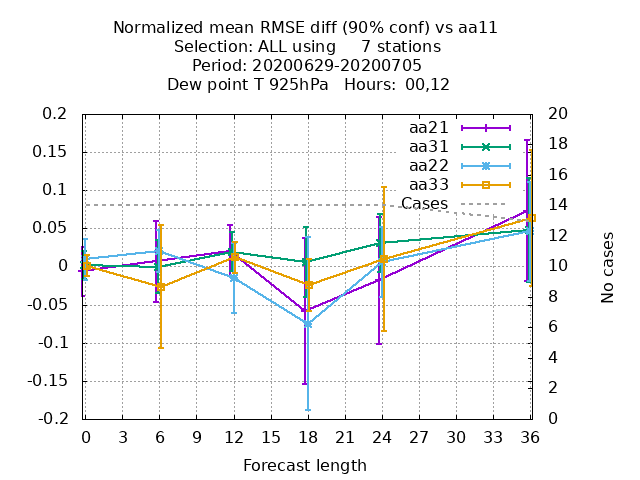 Normalized mean RMSE diff (90% conf) vs aa11
Selection: ALL using     7 stations
Period: 20200629-20200705
Dew point T 925hPa   Hours:  00,12
0.2
0.15
0.1
0.05
0
-0.05
-0.1
-0.15
-0.2
20
18
16
14
12
10
8
6
4
2
0
aa21
aa31
aa22
aa33
Cases
No cases
0 3 6 9 12 15 18 21 24 27 30 33 36
Forecast length